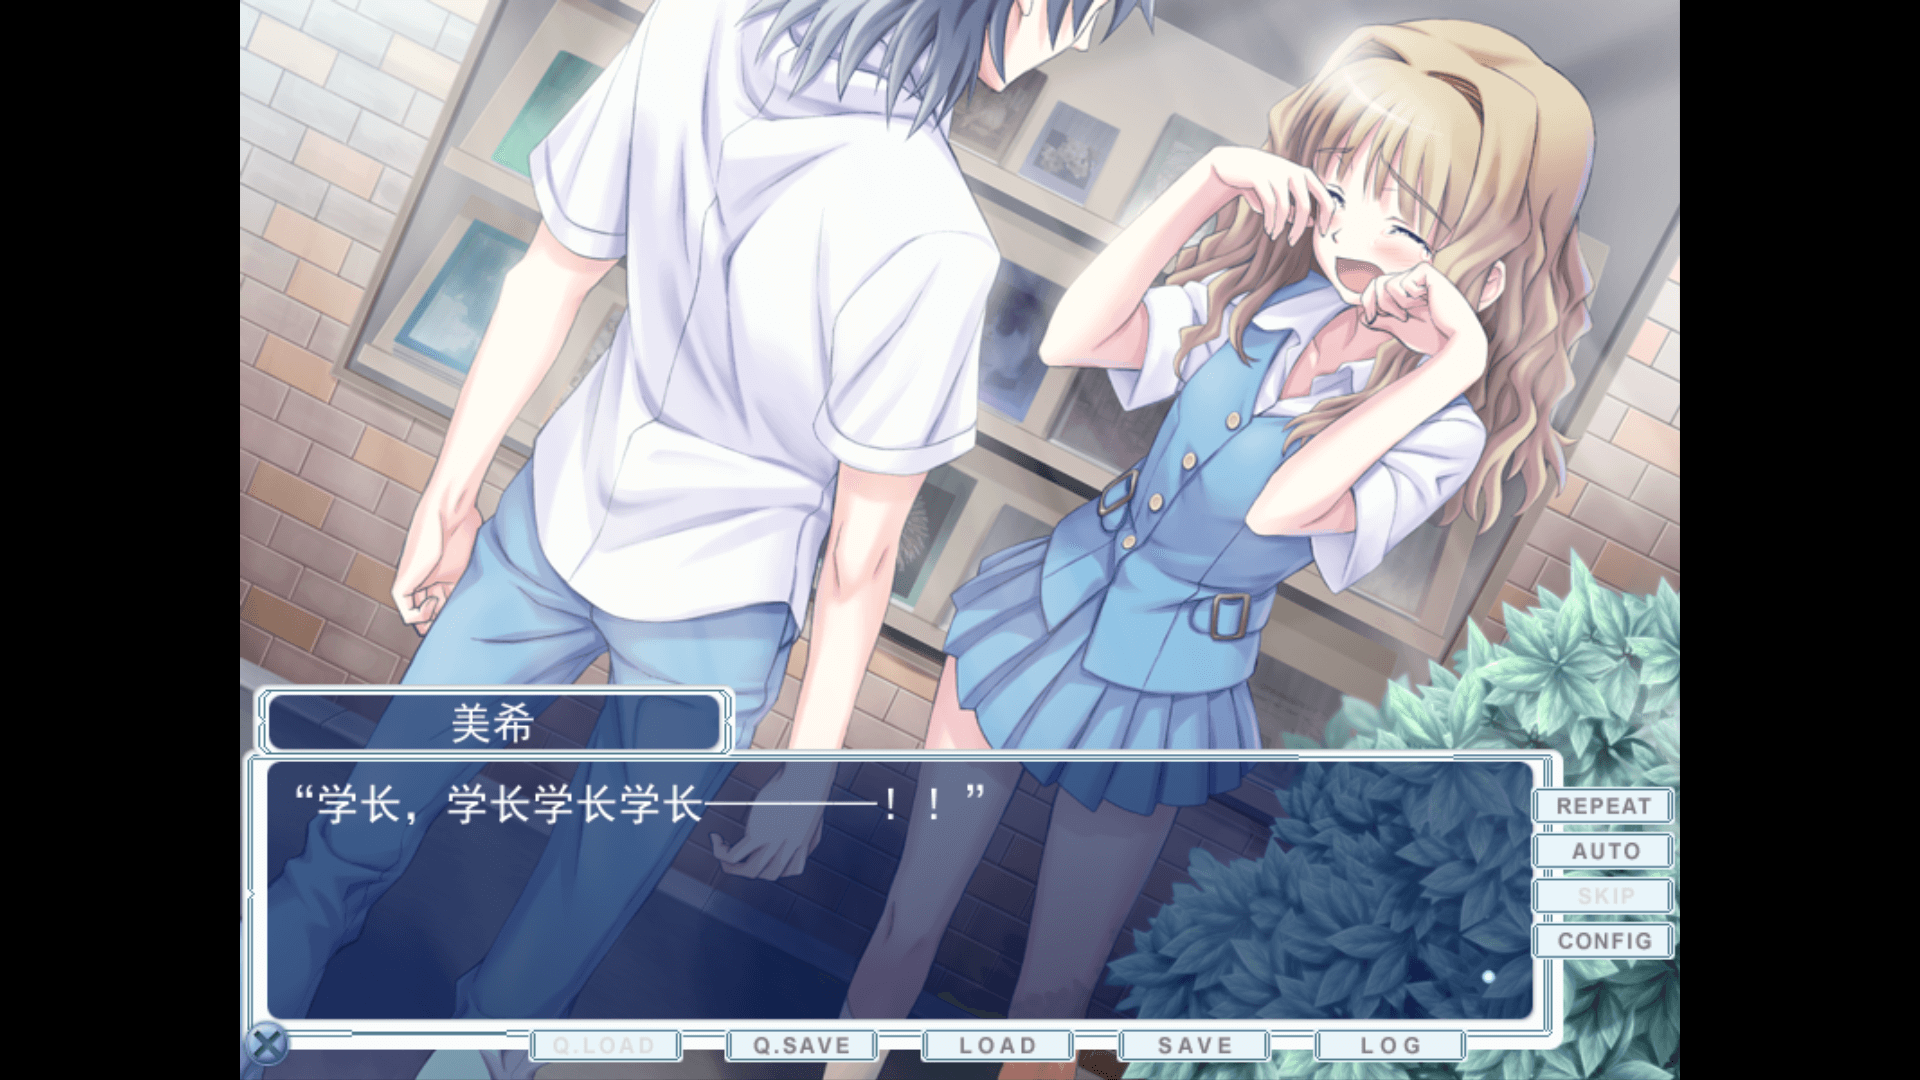 美希
“学长，学长学长学长————！！”
REPEAT
AUTO
SKIP
CONFIG
Q.LOAD
Q.SAVE
LOAD
SAVE
LOG